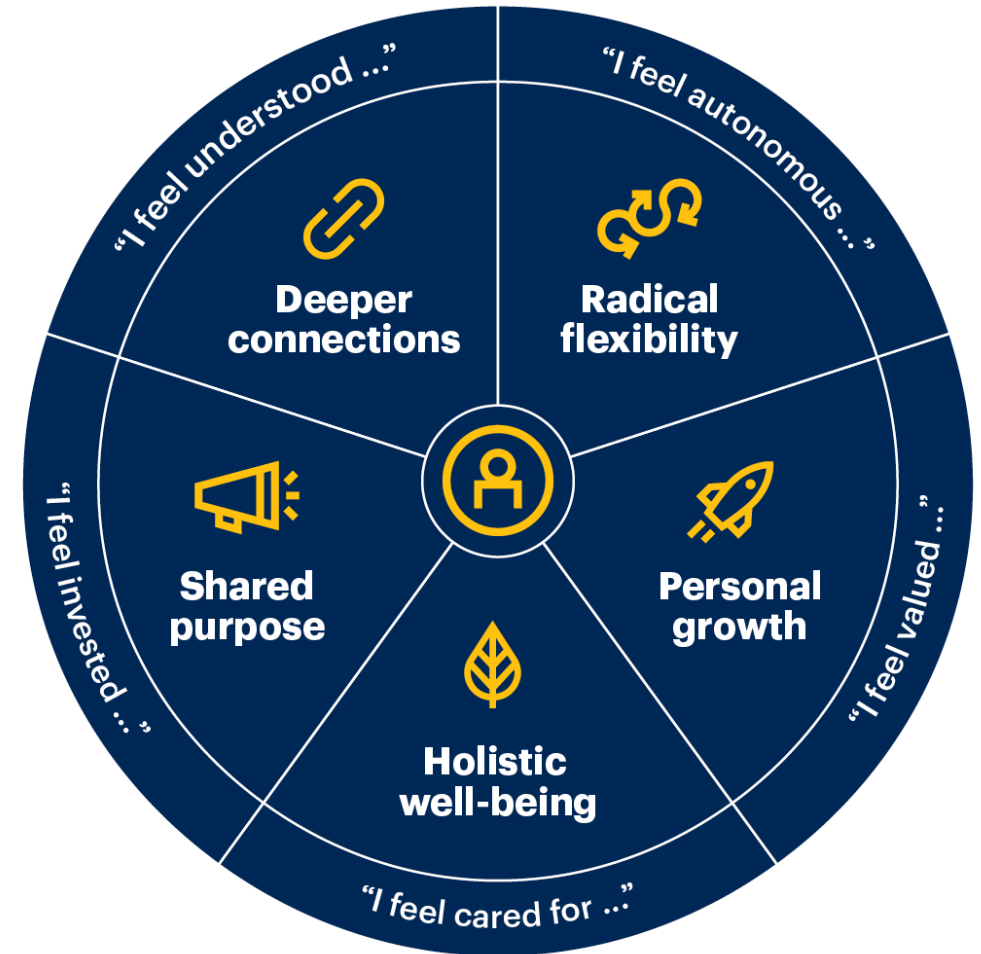 “I feel understood ...”
Deeper
connections
“I feel autonomous ...”
Radical
flexibility
“I feel valued ...”
Personal
growth
“I feel cared for ...”
Holistic
well-being
“I feel invested ...”
Shared
purpose